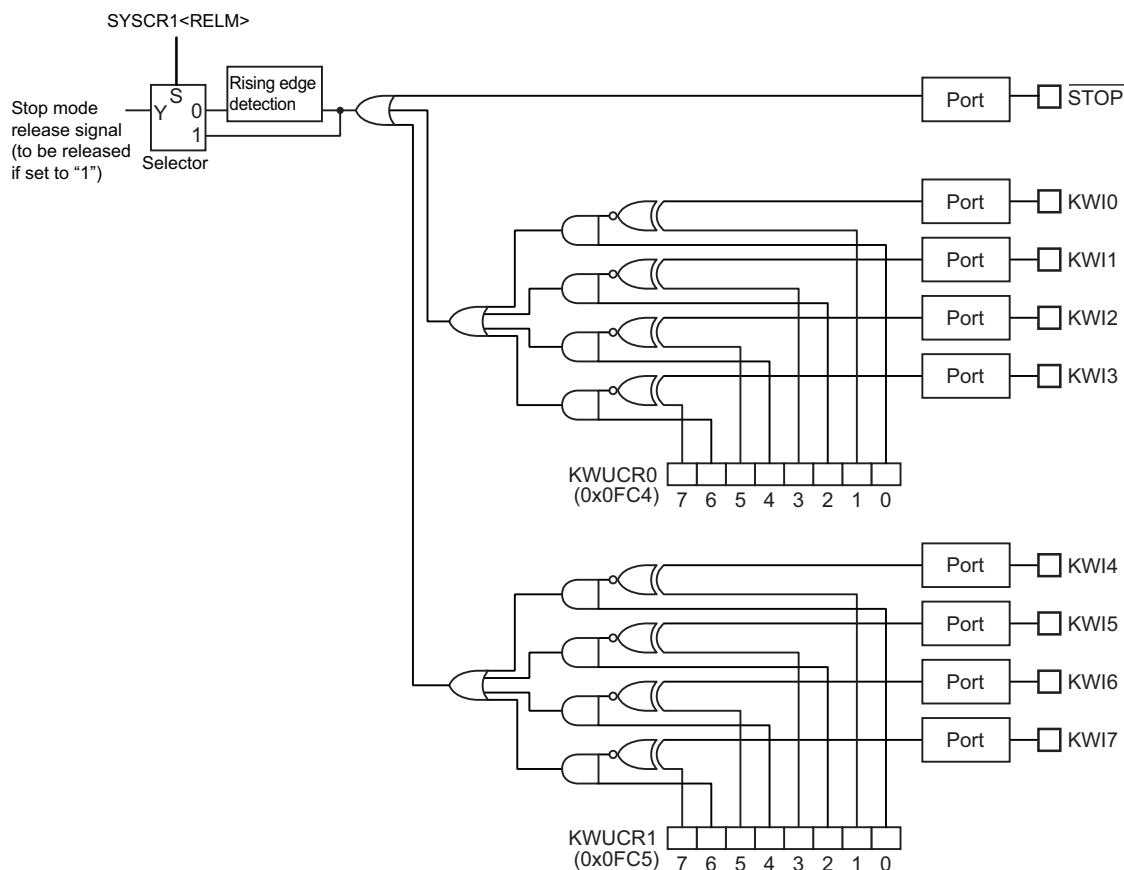 SYSCR1<RELM>
Stop mode
release signal
(to be released
if set to “1”)
S
Y
0
1
Selector
Rising edge
detection
Port
STOP
Port
KWI0
Port
KWI1
Port
KWI2
Port
KWI3
KWUCR0
(0x0FC4)
7 6 5 4 3 2 1 0
Port
KWI4
Port
KWI5
Port
KWI6
Port
KWI7
KWUCR1
(0x0FC5)
7 6 5 4 3 2 1 0